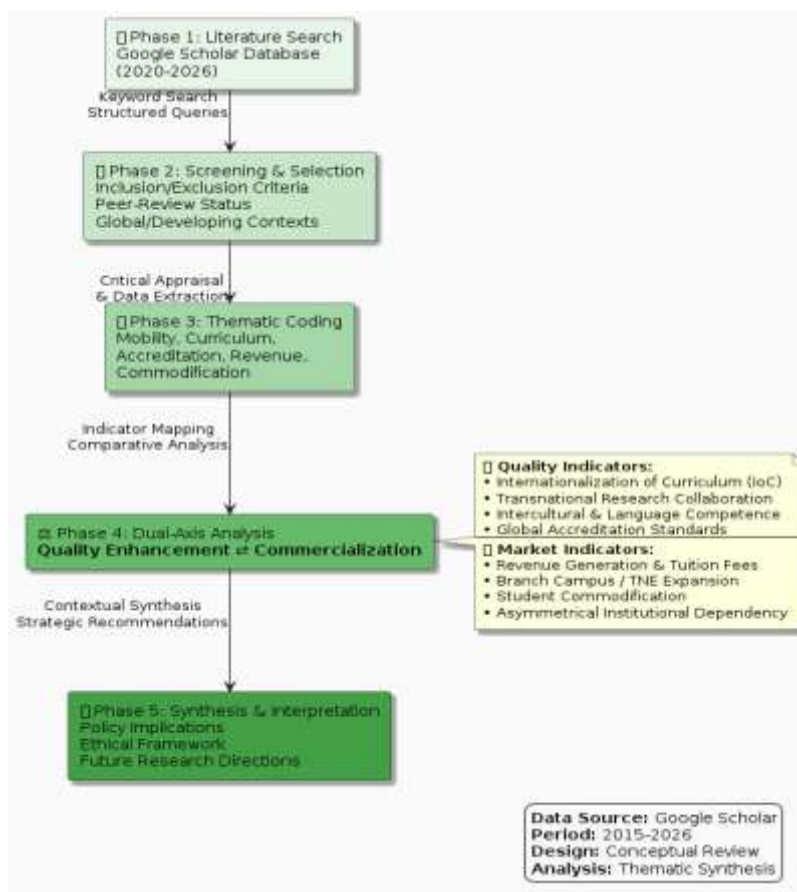 Phase 1: Literature Search
Google Scholar Database
(2020-2026)
Keyword Search
Structured Queries
Phase 2: Screening & Selection
Inclusion/Exclusion Criteria
Peer-Review Status
Global/Developing Contexts
Critical Appraisal
& Data Extraction
Phase 3: Thematic Coding
Mobility, Curriculum,
Accreditation, Revenue,
Commodification
Indicator Mapping
Comparative Analysis
⚖ Phase 4: Dual-Axis Analysis
Quality Enhancement ⇄ Commercialization
Quality Indicators:
• Internationalization of Curriculum (IoC)
• Transnational Research Collaboration
• Intercultural & Language Competence
• Global Accreditation Standards
Market Indicators:
• Revenue Generation & Tuition Fees
• Branch Campus / TNE Expansion
• Student Commodification
• Asymmetrical Institutional Dependency
Contextual Synthesis
Strategic Recommendations
Phase 5: Synthesis & Interpretation
Policy Implications
Ethical Framework
Future Research Directions
Data Source: Google Scholar
Period: 2015-2026
Design: Conceptual Review
Analysis: Thematic Synthesis